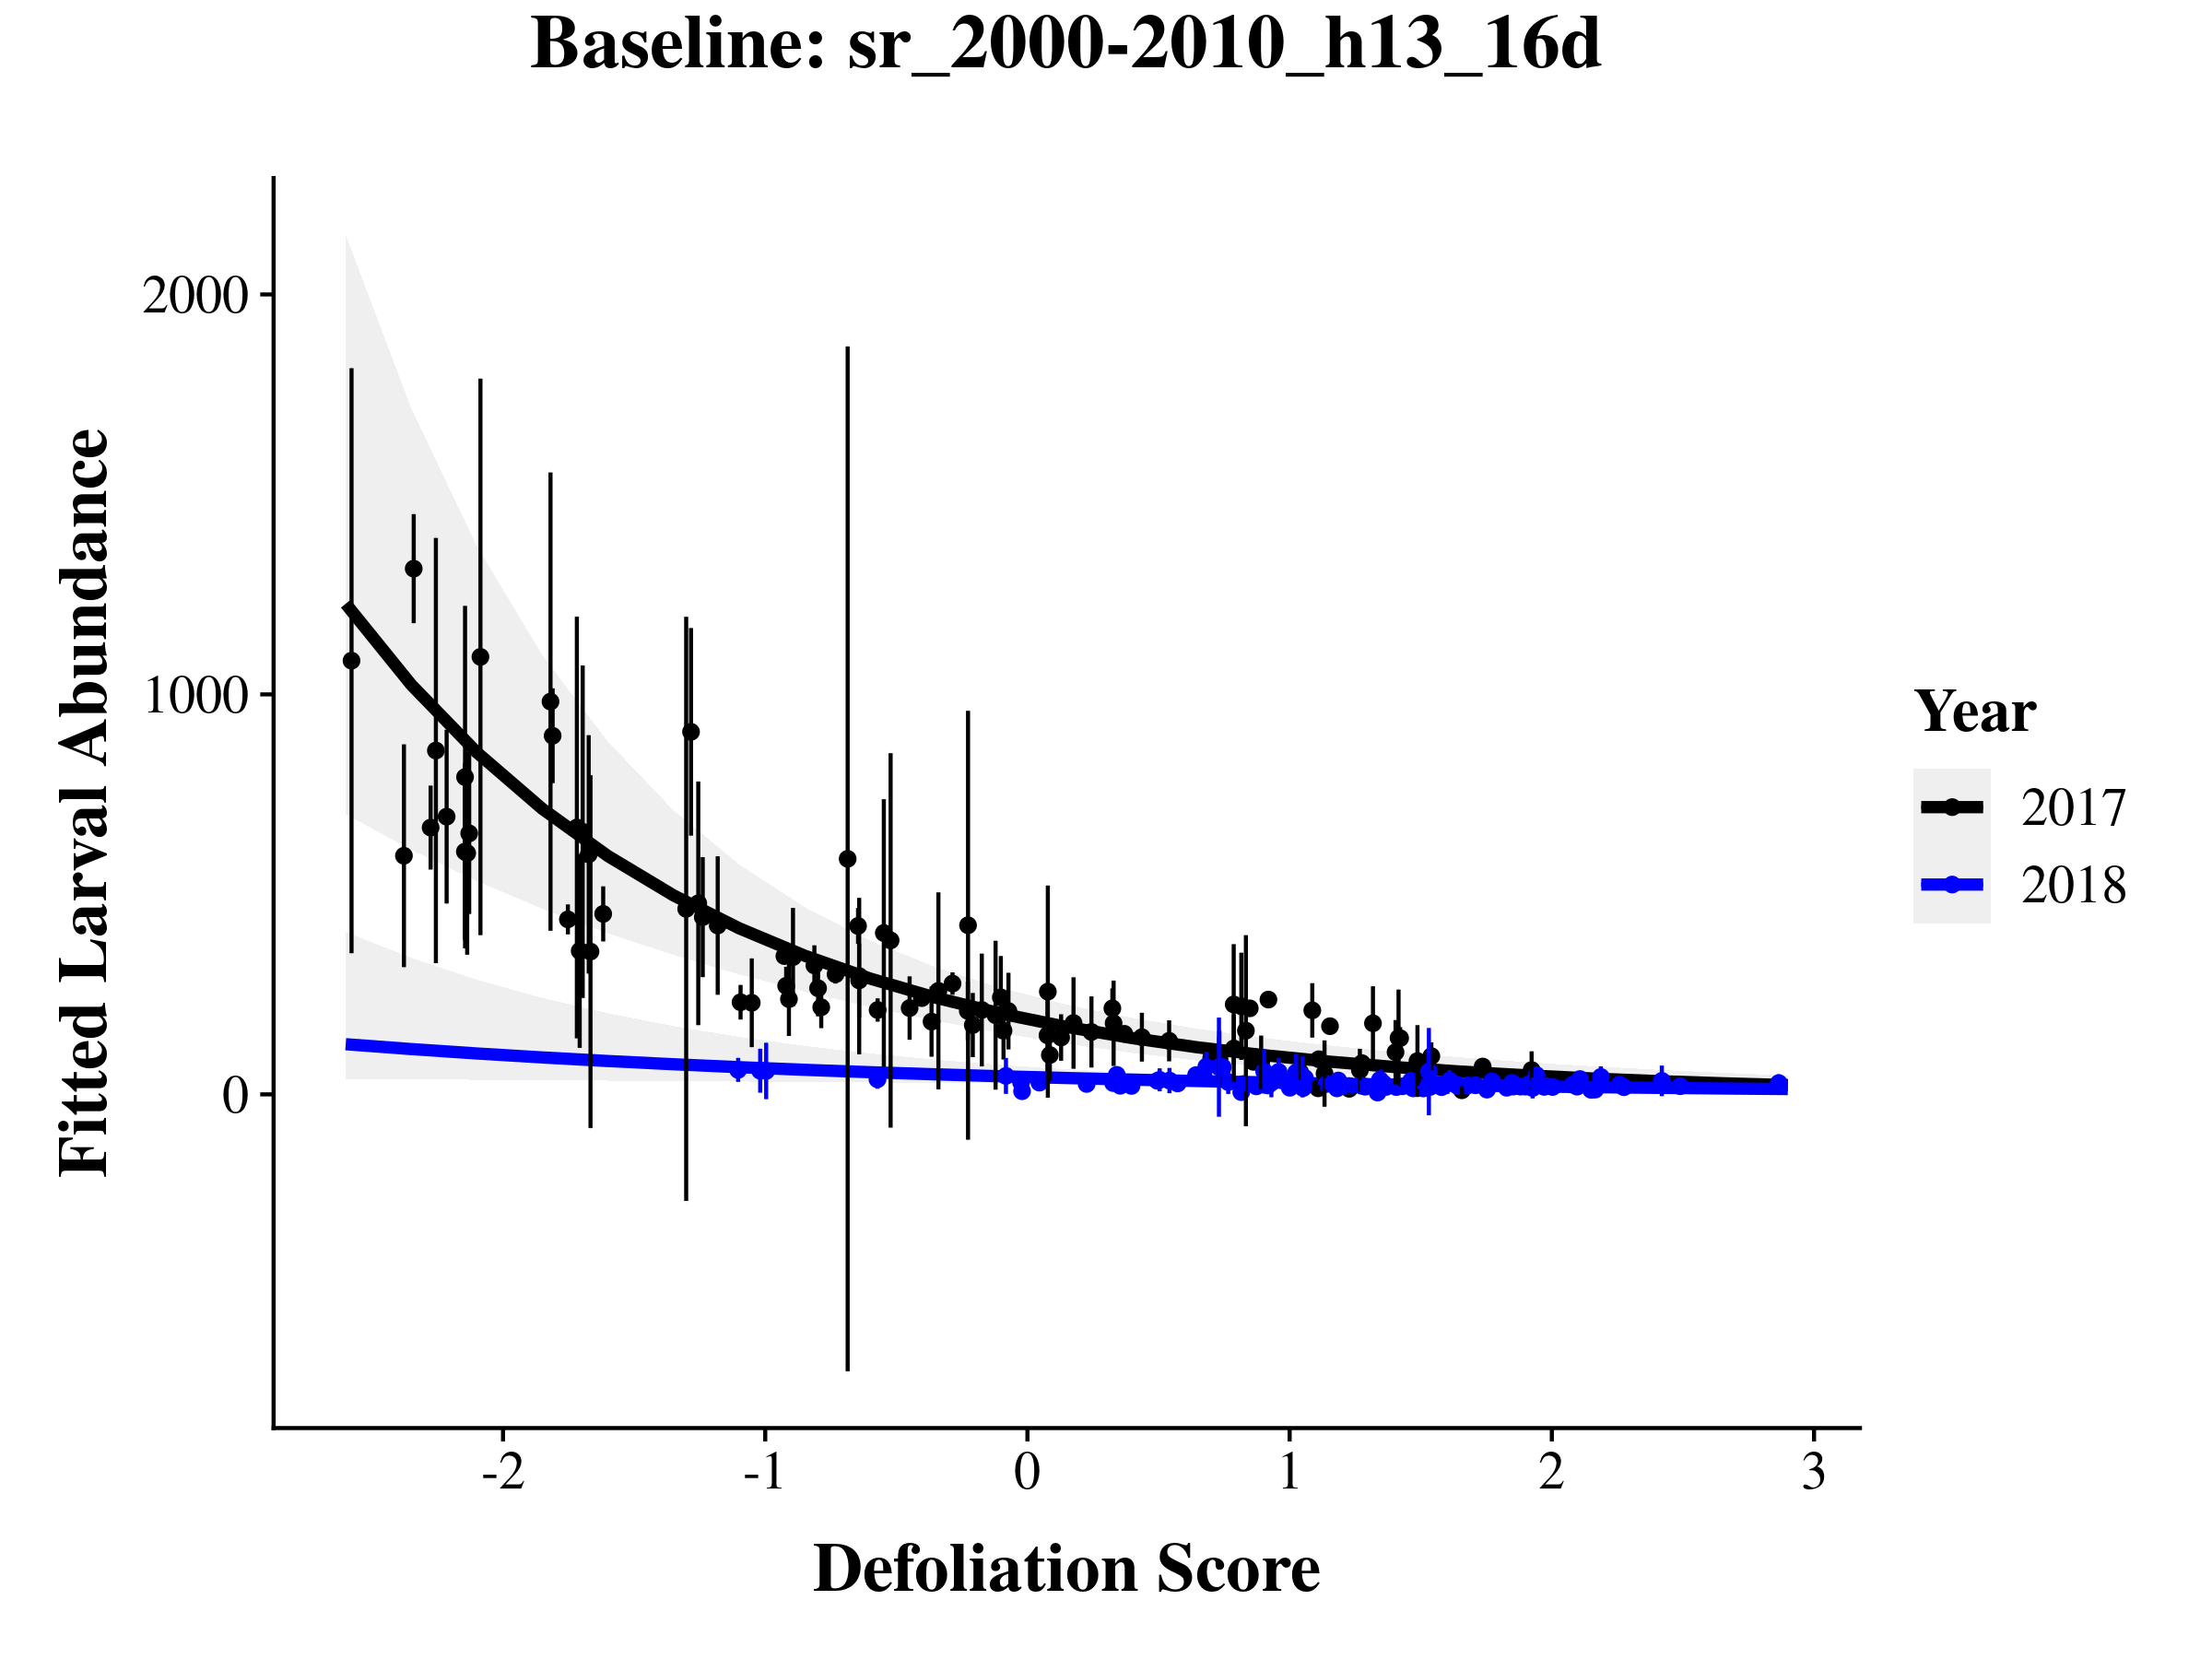 Baseline: sr_2000-2010_h13_16d
Fitted Larval Abundance
2000
1000
0
-2
-1
0
1
2
3
Defoliation Score
Year
2017
2018